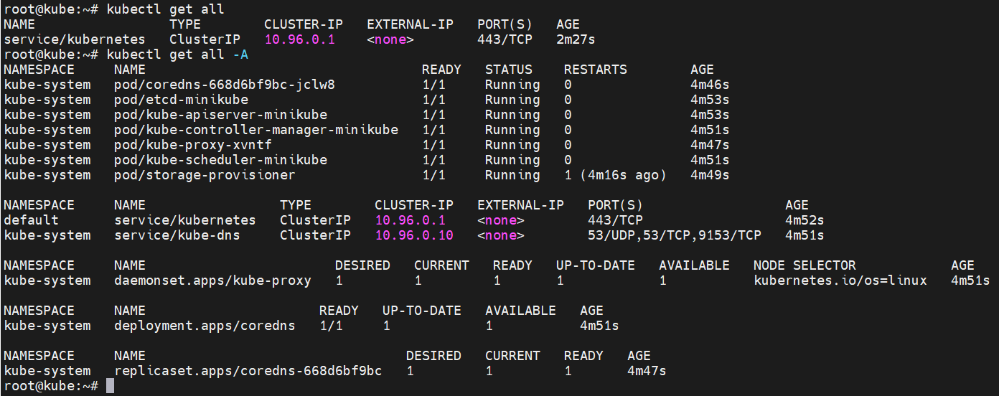 root@kube:~# kubectl get all
NAME                 TYPE        CLUSTER-IP   EXTERNAL-IP   PORT(S)   AGE
service/kubernetes   ClusterIP   10.96.0.1    <none>        443/TCP   2m27s
root@kube:~# kubectl get all -A
NAMESPACE     NAME                                   READY   STATUS    RESTARTS        AGE
kube-system   pod/coredns-668d6bf9bc-jclw8           1/1     Running   0               4m46s
kube-system   pod/etcd-minikube                      1/1     Running   0               4m53s
kube-system   pod/kube-apiserver-minikube            1/1     Running   0               4m53s
kube-system   pod/kube-controller-manager-minikube   1/1     Running   0               4m51s
kube-system   pod/kube-proxy-xvntf                   1/1     Running   0               4m47s
kube-system   pod/kube-scheduler-minikube            1/1     Running   0               4m51s
kube-system   pod/storage-provisioner                1/1     Running   1 (4m16s ago)   4m49s

NAMESPACE     NAME                 TYPE        CLUSTER-IP   EXTERNAL-IP   PORT(S)                  AGE
default       service/kubernetes   ClusterIP   10.96.0.1    <none>        443/TCP                  4m52s
kube-system   service/kube-dns     ClusterIP   10.96.0.10   <none>        53/UDP,53/TCP,9153/TCP   4m51s

NAMESPACE     NAME                        DESIRED   CURRENT   READY   UP-TO-DATE   AVAILABLE   NODE SELECTOR            AGE
kube-system   daemonset.apps/kube-proxy   1         1         1       1            1           kubernetes.io/os=linux   4m51s

NAMESPACE     NAME                      READY   UP-TO-DATE   AVAILABLE   AGE
kube-system   deployment.apps/coredns   1/1     1            1           4m51s

NAMESPACE     NAME                                 DESIRED   CURRENT   READY   AGE
kube-system   replicaset.apps/coredns-668d6bf9bc   1         1         1       4m47s
root@kube:~#